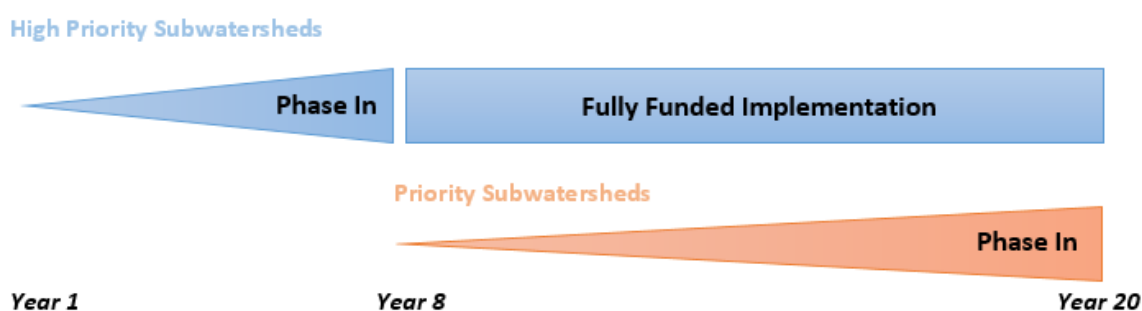 High Priority Subwatersheds
Phase In
Fully Funded Implementation
Priority Subwatersheds
Phase In
Year 1
Year 8
Year 20